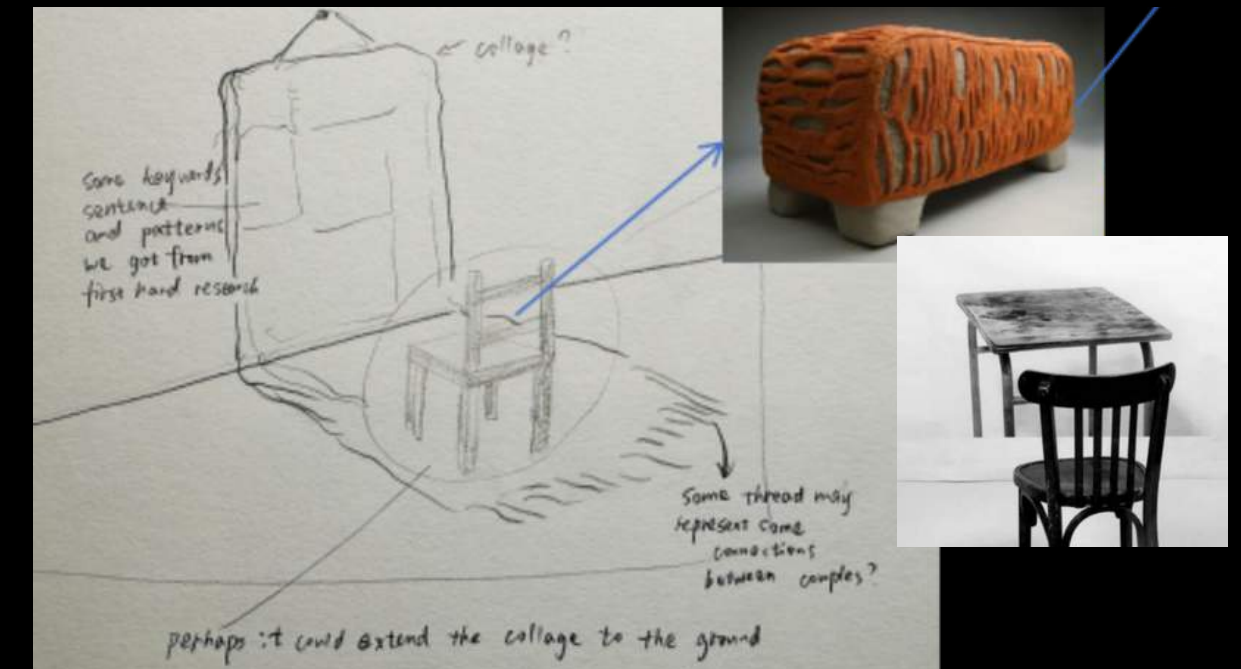 collage?
Some keywords
sentence
and patterns
we got from
first hand research
Some thread may
represent some
connections
between couples?
perhaps it could extend the collage to the ground